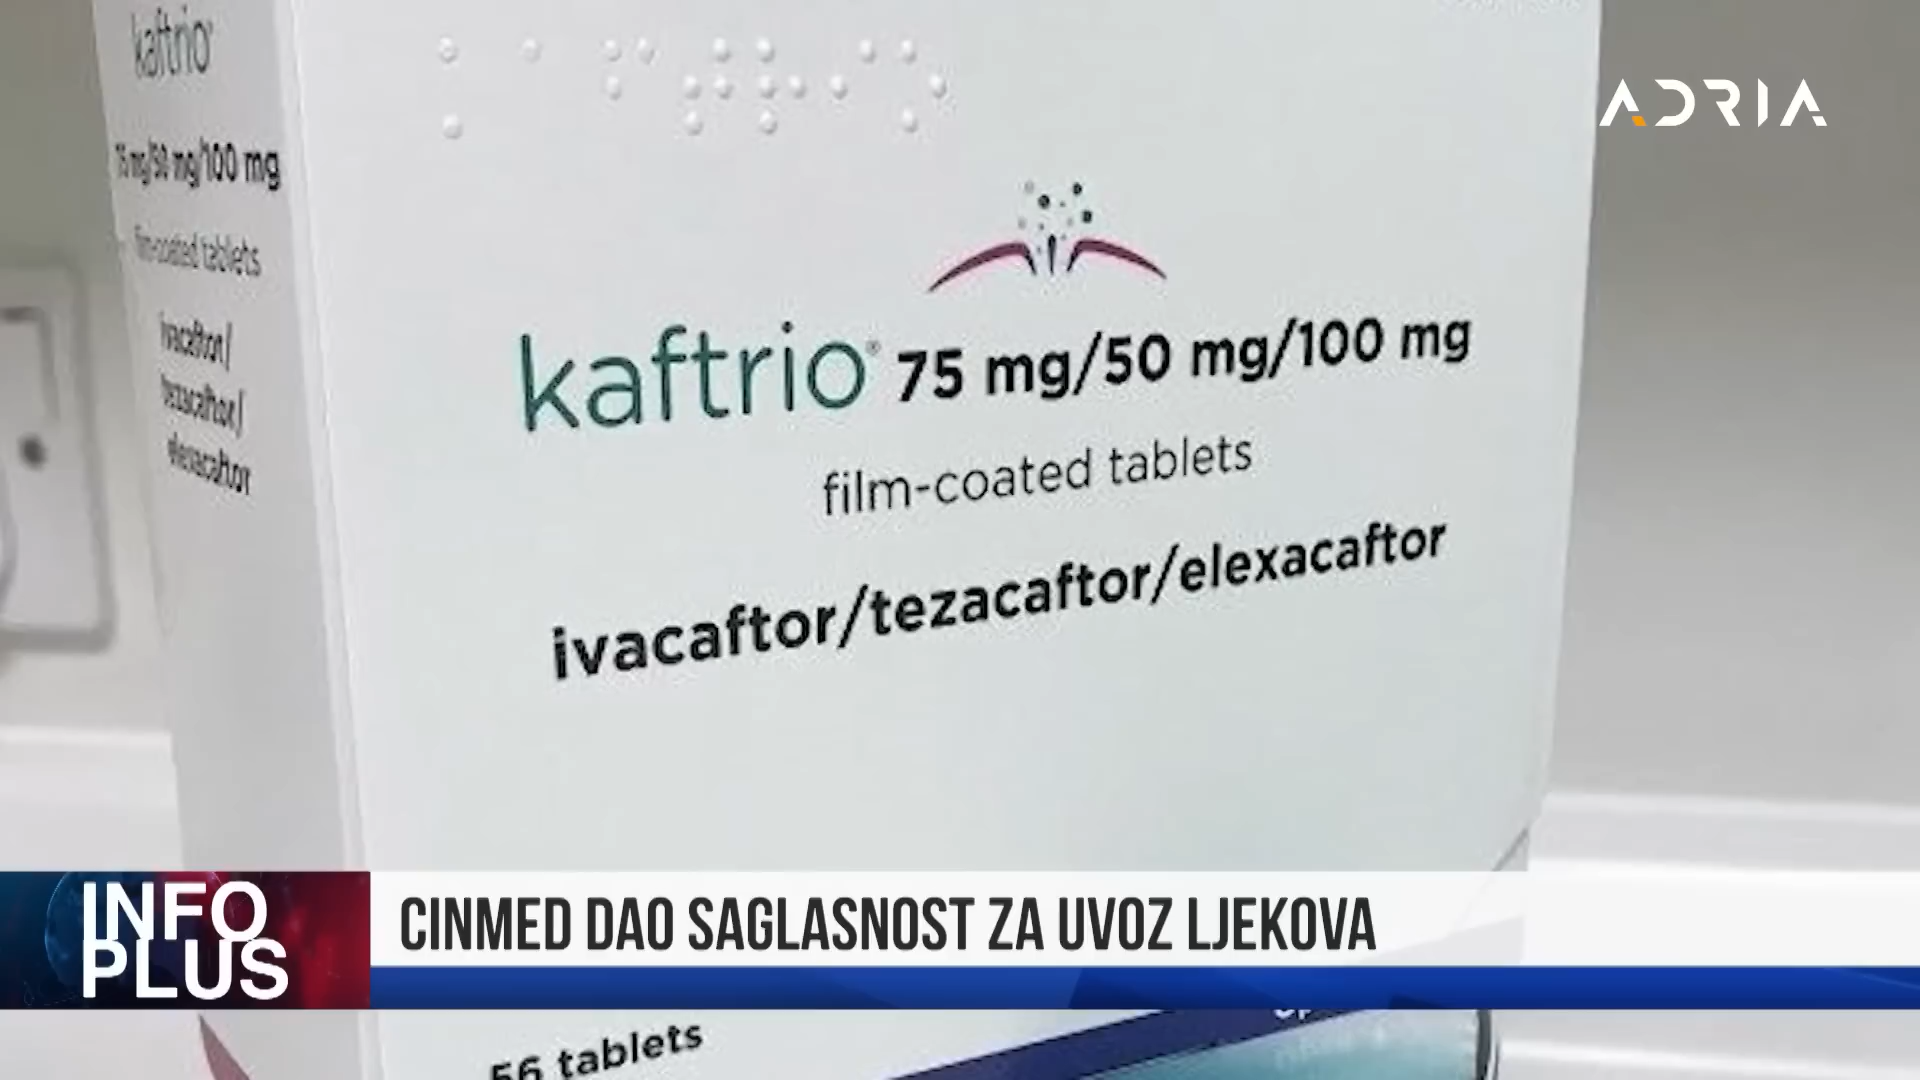 kaftrio®
75 mg/50 mg/100 mg
film-coated tablets
ivacaftor/
tezacaftor/
elexacaftor
ADRIA
kaftrio® 75 mg/50 mg/100 mg
film-coated tablets
ivacaftor/tezacaftor/elexacaftor
INFO
PLUS
CINMED DAO SAGLASNOST ZA UVOZ LJEKOVA
56 tablets